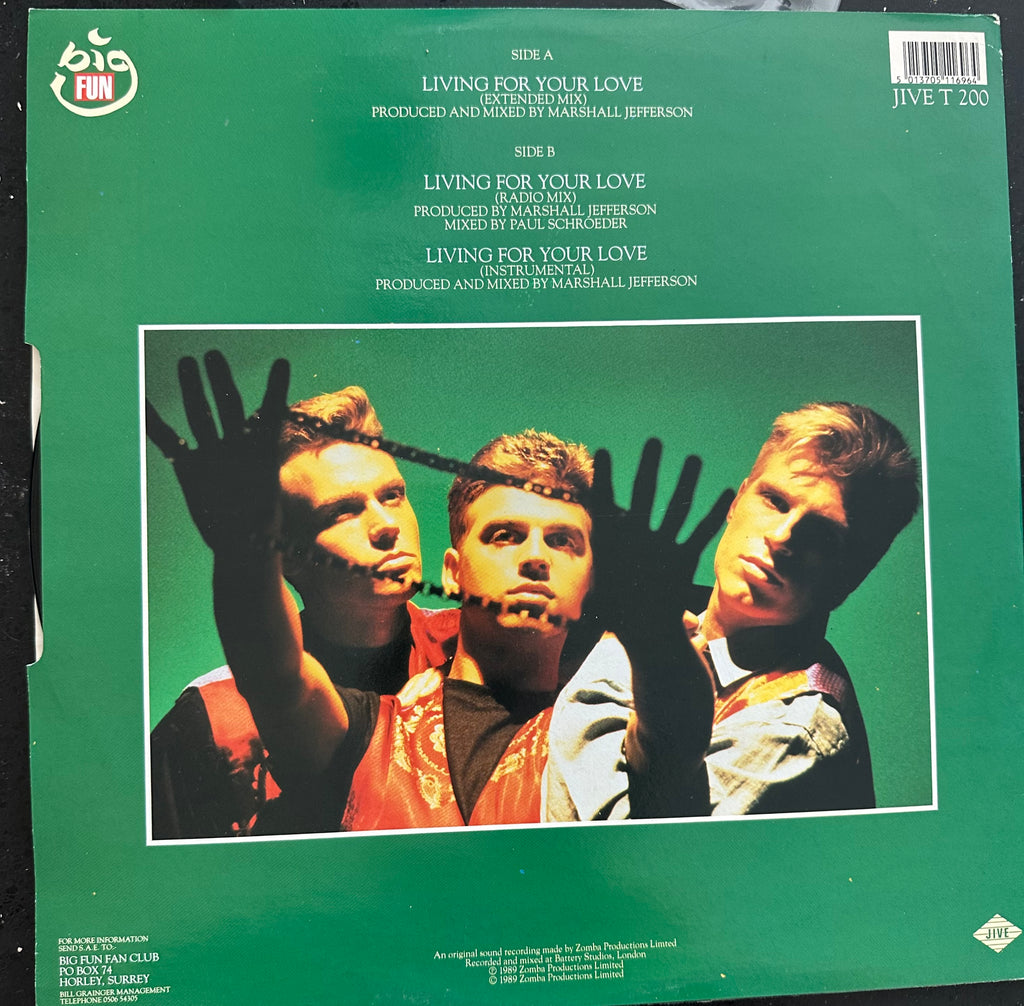 big
FUN
SIDE A
LIVING FOR YOUR LOVE
(EXTENDED MIX)
PRODUCED AND MIXED BY MARSHALL JEFFERSON
SIDE B
LIVING FOR YOUR LOVE
(RADIO MIX)
PRODUCED BY MARSHALL JEFFERSON
MIXED BY PAUL SCHROEDER
LIVING FOR YOUR LOVE
(INSTRUMENTAL)
PRODUCED AND MIXED BY MARSHALL JEFFERSON
5 013705 116964
JIVE T 200
FOR MORE INFORMATION
SEND S.A.E. TO:-
BIG FUN FAN CLUB
PO BOX 74
HORLEY, SURREY
BILL GRAINGER MANAGEMENT
TELEPHONE 0506 54305
An original sound recording made by Zomba Productions Limited
Recorded and mixed at Battery Studios, London
℗ 1989 Zomba Productions Limited
© 1989 Zomba Productions Limited
JIVE